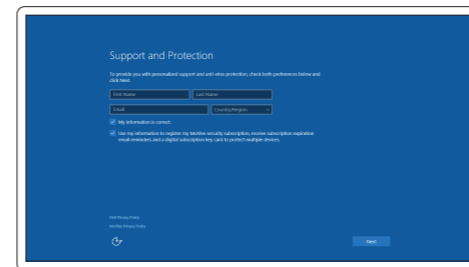 Support and Protection
To provide you with personalized support and anti-virus protection, check both preferences below and
click Next.
First Name
Last Name
Email
Country/Region
My information is correct.
Use my information to register my McAfee security subscription, receive subscription expiration
email reminders and a digital subscription key card to protect multiple devices.
Dell Privacy Policy
McAfee Privacy Policy
Next